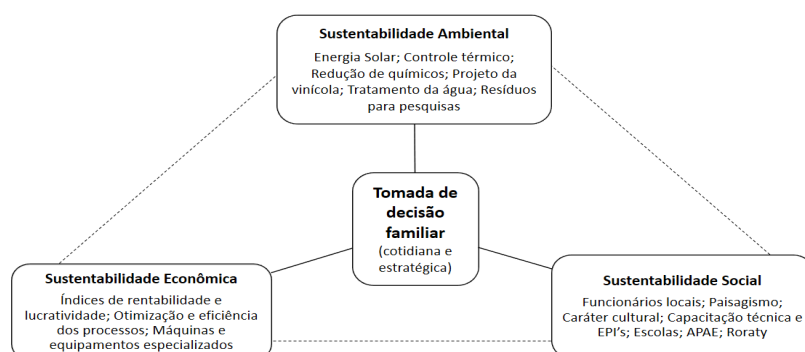 Sustentabilidade Ambiental
Energia Solar; Controle térmico;
Redução de químicos; Projeto da
vinícola; Tratamento da água; Resíduos
para pesquisas
Tomada de
decisão
familiar
(cotidiana e
estratégica)
Sustentabilidade Econômica
Índices de rentabilidade e
lucratividade; Otimização e eficiência
dos processos; Máquinas e
equipamentos especializados
Sustentabilidade Social
Funcionários locais; Paisagismo;
Caráter cultural; Capacitação técnica e
EPI’s; Escolas; APAE; Roraty